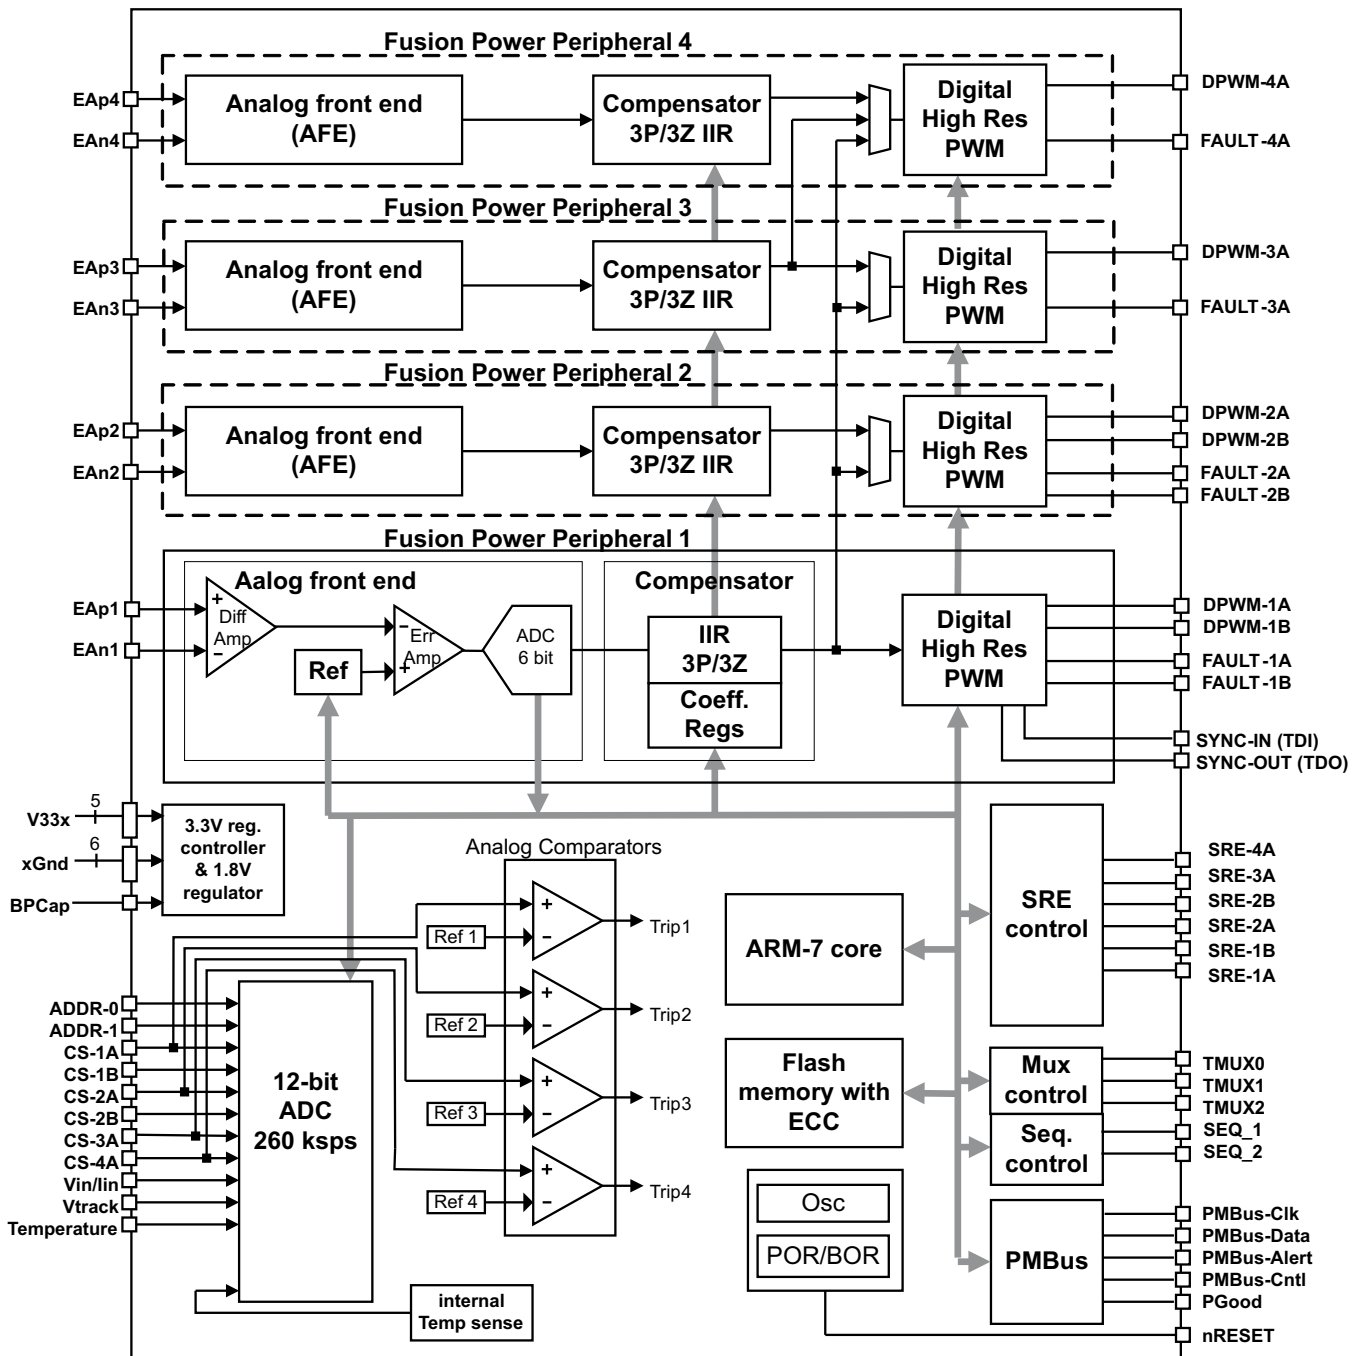 Fusion Power Peripheral 4
EAp4
EAn4
Analog front end
(AFE)
Compensator
3P/3Z IIR
Digital
High Res
PWM
DPWM-4A
FAULT-4A
Fusion Power Peripheral 3
EAp3
EAn3
Analog front end
(AFE)
Compensator
3P/3Z IIR
Digital
High Res
PWM
DPWM-3A
FAULT-3A
Fusion Power Peripheral 2
EAp2
EAn2
Analog front end
(AFE)
Compensator
3P/3Z IIR
Digital
High Res
PWM
DPWM-2A
DPWM-2B
FAULT-2A
FAULT-2B
Fusion Power Peripheral 1
Aalog front end
EAp1
EAn1
+
Diff
Amp
−
Ref
−
Err
Amp
+
ADC
6 bit
Compensator
IIR
3P/3Z
Coeff.
Regs
Digital
High Res
PWM
DPWM-1A
DPWM-1B
FAULT-1A
FAULT-1B
SYNC-IN (TDI)
SYNC-OUT (TDO)
V33x
5
xGnd
6
BPCap
3.3V reg.
controller
& 1.8V
regulator
Analog Comparators
Ref 1
+
−
Trip1
Ref 2
+
−
Trip2
Ref 3
+
−
Trip3
Ref 4
+
−
Trip4
ADDR-0
ADDR-1
CS-1A
CS-1B
CS-2A
CS-2B
CS-3A
CS-4A
Vin/Iin
Vtrack
Temperature
12-bit
ADC
260 ksps
internal
Temp sense
ARM-7 core
Flash
memory with
ECC
Osc
POR/BOR
SRE
control
SRE-4A
SRE-3A
SRE-2B
SRE-2A
SRE-1B
SRE-1A
Mux
control
TMUX0
TMUX1
TMUX2
Seq.
control
SEQ_1
SEQ_2
PMBus
PMBus-Clk
PMBus-Data
PMBus-Alert
PMBus-Cntl
PGood
nRESET